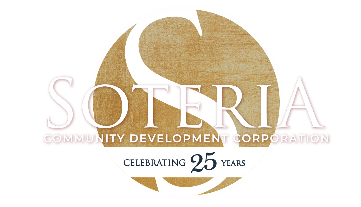 SOTERIA
COMMUNITY DEVELOPMENT CORPORATION
CELEBRATING 25 YEARS